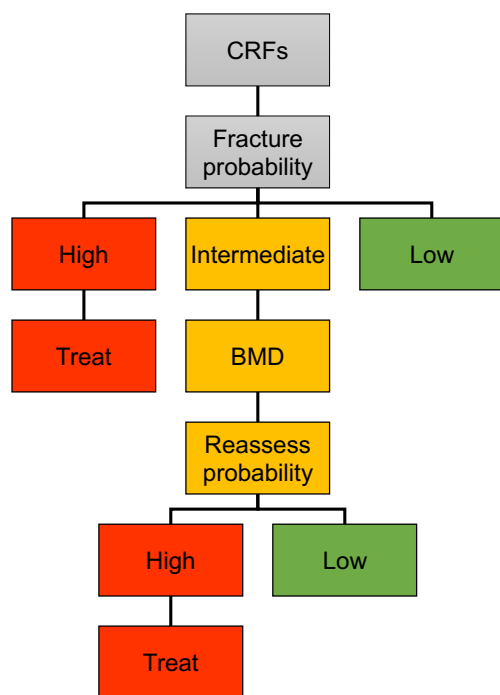 CRFs
Fracture
probability
High
Intermediate
Low
Treat
BMD
Reassess
probability
High
Low
Treat